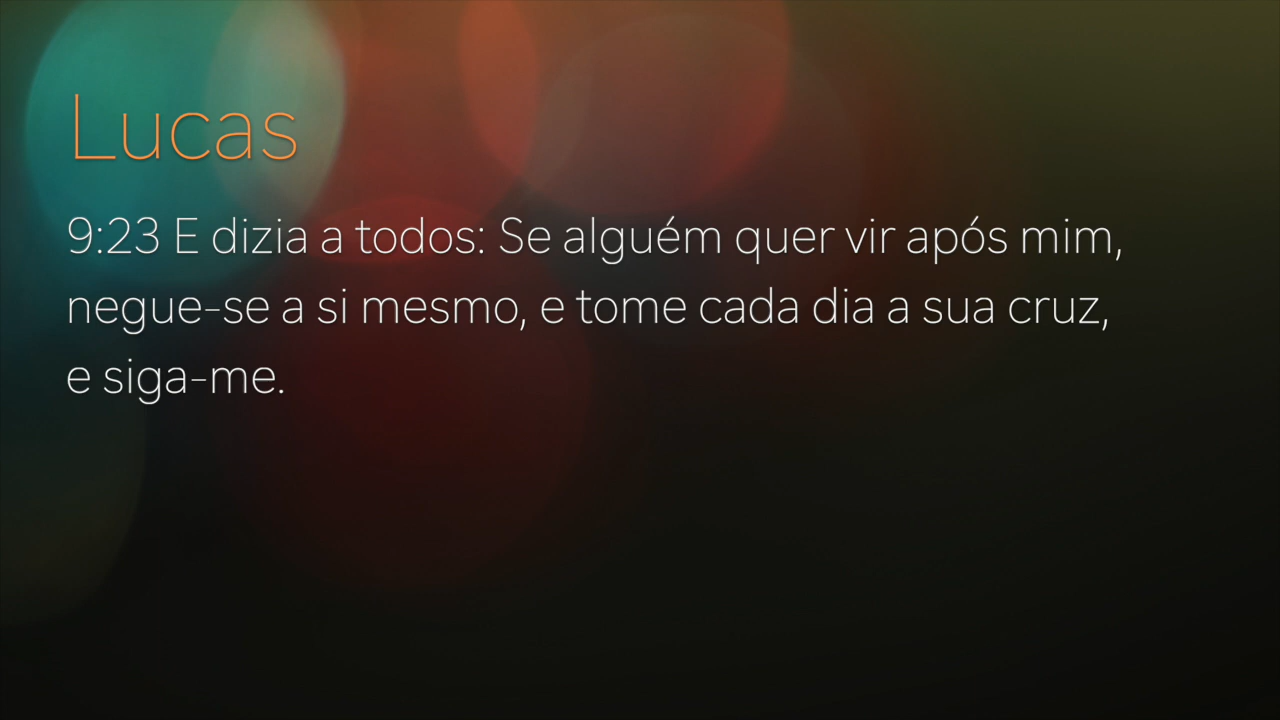 Lucas
9:23 E dizia a todos: Se alguém quer vir após mim,
negue-se a si mesmo, e tome cada dia a sua cruz,
e siga-me.